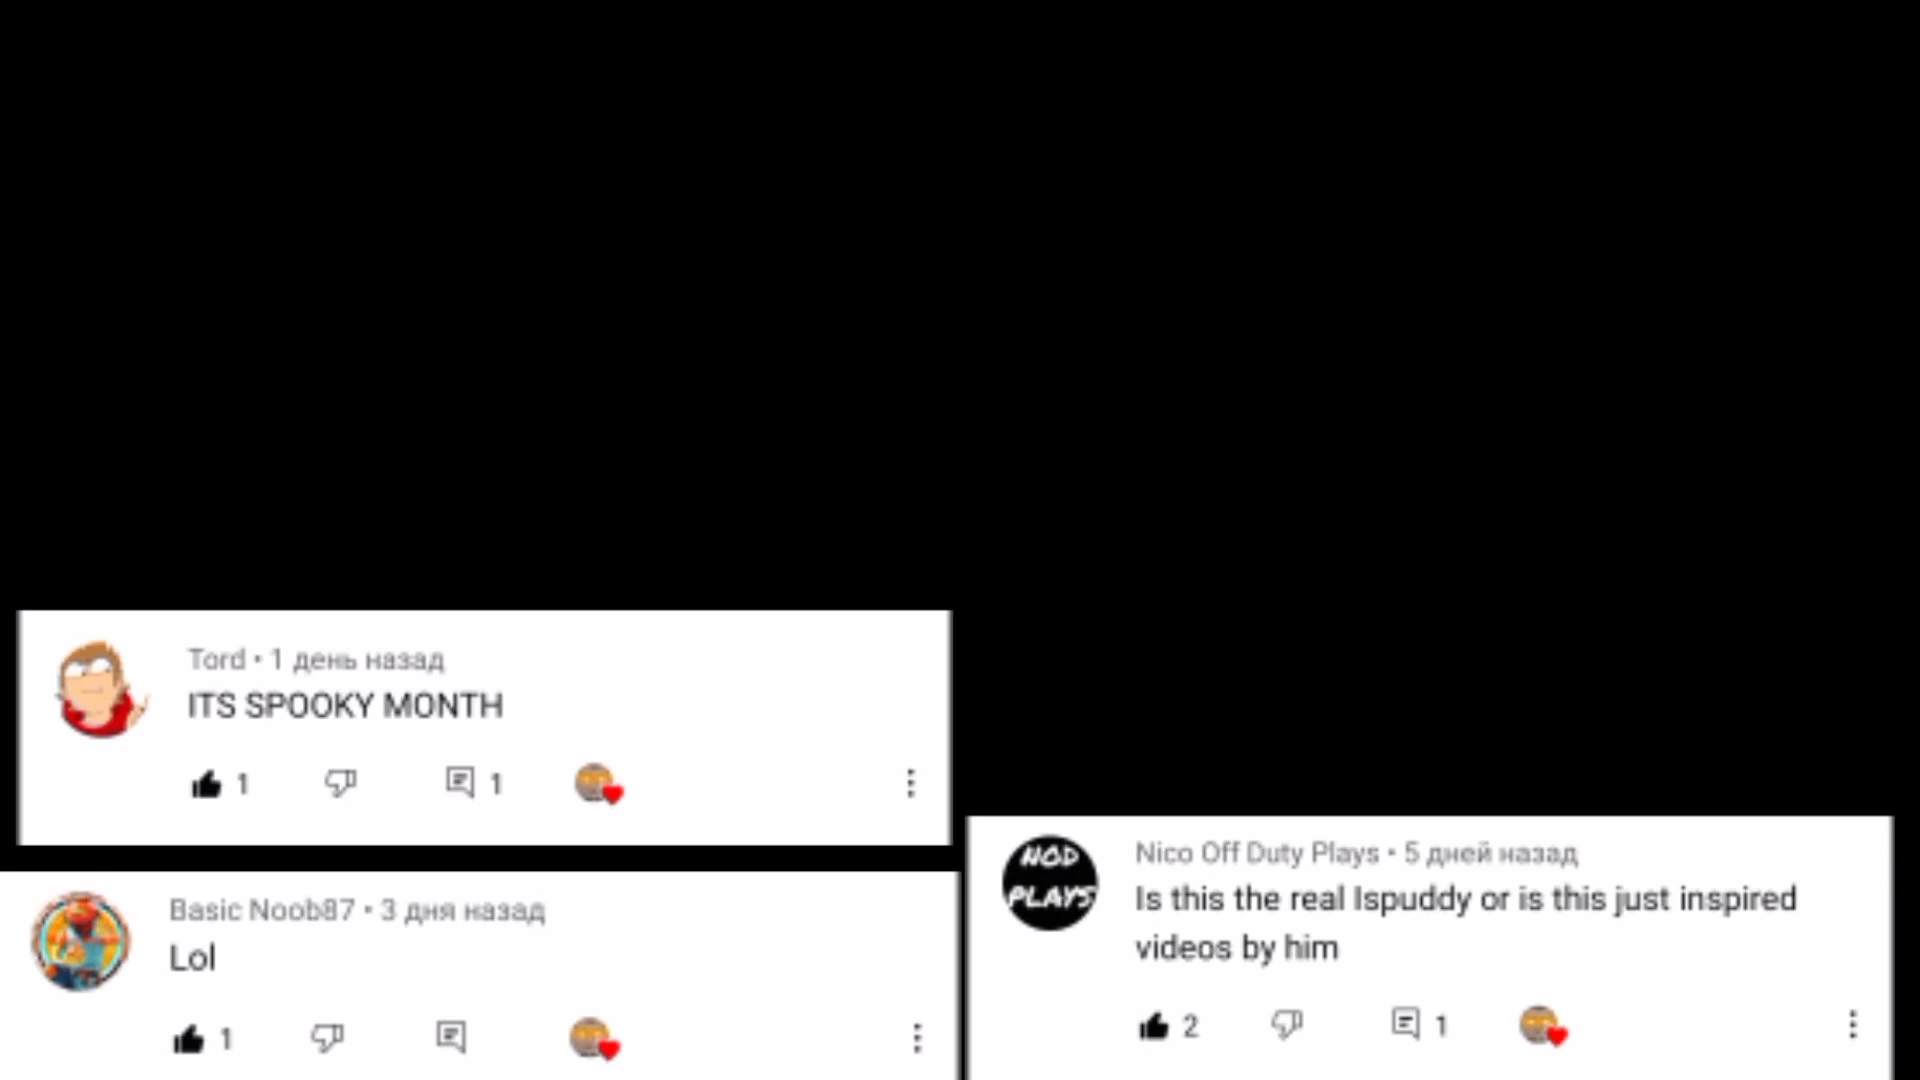 Tord • 1 день назад
ITS SPOOKY MONTH
1
1
Basic Noob87 • 3 дня назад
Lol
1
NOD
PLAYS
Nico Off Duty Plays • 5 дней назад
Is this the real Ispuddy or is this just inspired
videos by him
2
1